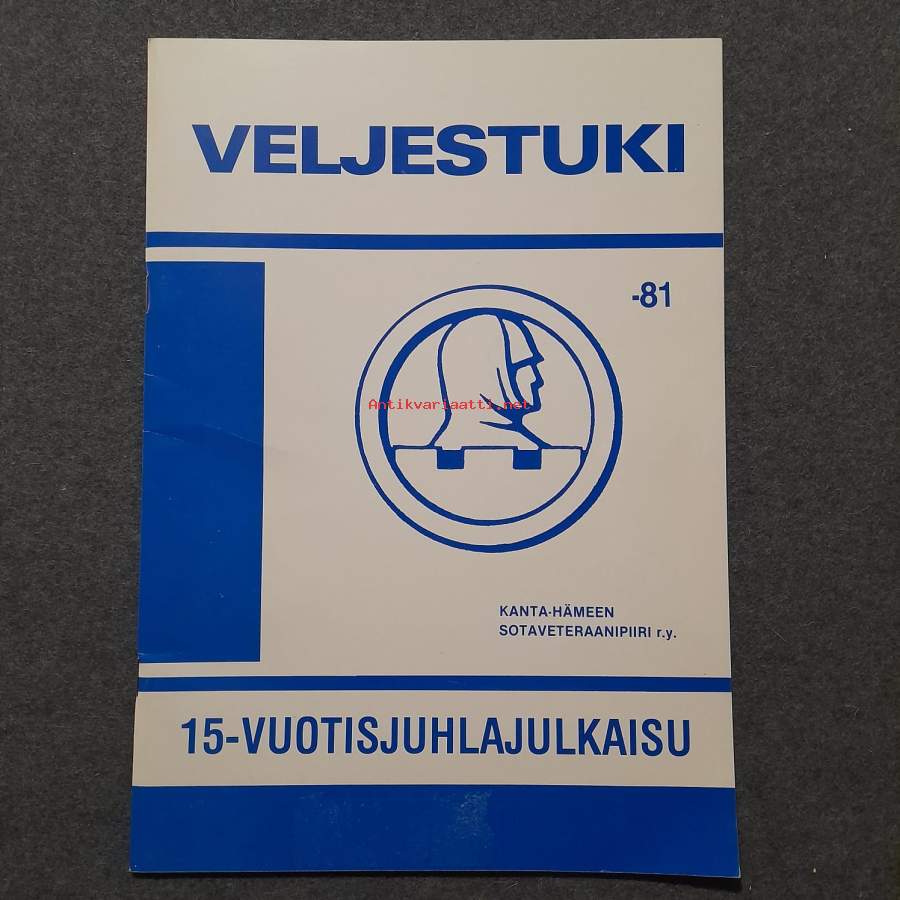 VELJESTUKI
-81
Antikvariaatti.net
KANTA-HÄMEEN
SOTAVETERAANIPIIRI r.y.
15-VUOTISJUHLAJULKAISU